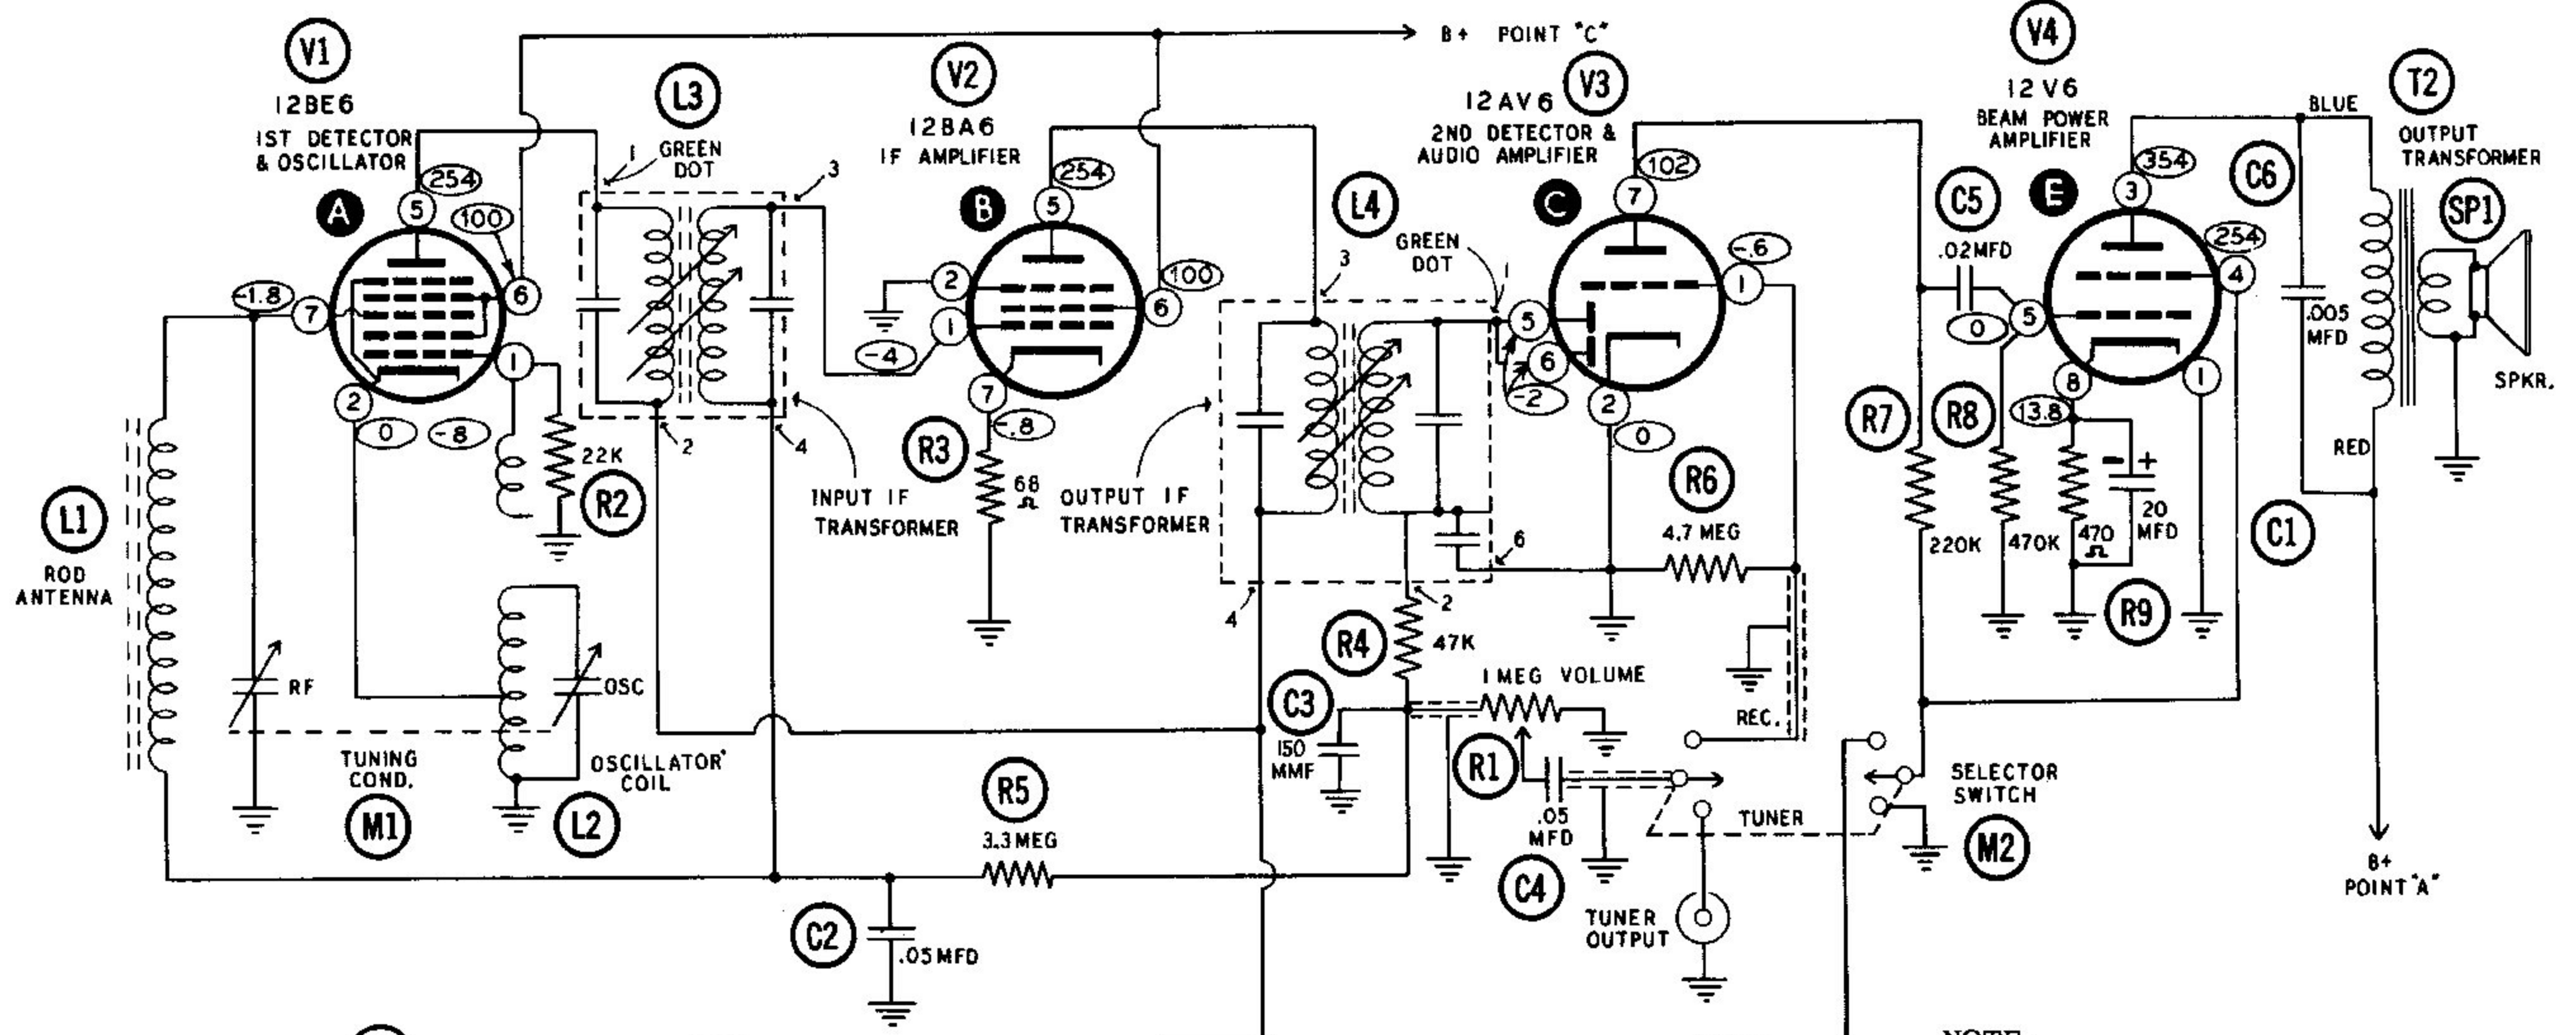 B+ POINT "C"
V1
12BE6
1ST DETECTOR
& OSCILLATOR
A
254
5
100
-1.8
7
6
1
2
0
-8
22K
R2
L3
1
GREEN
DOT
3
2
4
INPUT IF
TRANSFORMER
V2
12BA6
IF AMPLIFIER
B
254
5
2
1
-4
100
6
7
-.8
R3
68
Ω
OUTPUT IF
TRANSFORMER
L4
GREEN
DOT
3
1
4
2
6
V3
12AV6
2ND DETECTOR &
AUDIO AMPLIFIER
C
102
7
-.6
1
5
6
-2
2
0
R6
4.7 MEG
V4
12V6
BEAM POWER
AMPLIFIER
E
354
3
254
4
C5
.02MFD
0
5
8
1
13.8
R7
220K
R8
470K
470
Ω
20
MFD
- +
R9
BLUE
C6
.005
MFD
RED
C1
T2
OUTPUT
TRANSFORMER
SP1
SPKR.
L1
ROD
ANTENNA
RF
OSC
TUNING
COND.
M1
OSCILLATOR
COIL
L2
R5
3.3 MEG
C2
.05 MFD
R4
47K
C3
150
MMF
1 MEG VOLUME
R1
.05
MFD
C4
REC.
TUNER
TUNER
OUTPUT
SELECTOR
SWITCH
M2
B+
POINT "A"